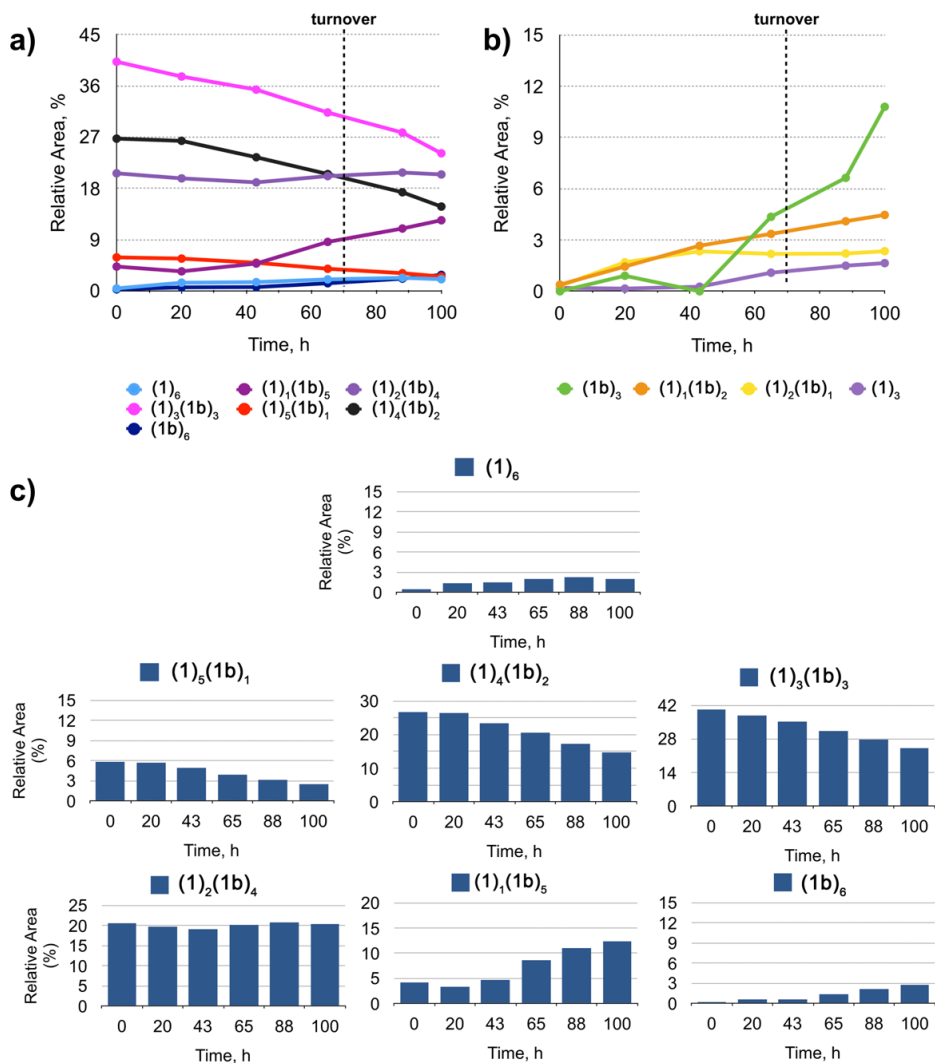 turnover
turnover
a)
b)
Relative Area, %
45
36
27
18
9
0
0 20 40 60 80 100
Time, h
Relative Area, %
15
12
9
6
3
0
0 20 40 60 80 100
Time, h
(1)₆ (1)₁(1b)₅ (1)₂(1b)₄
(1)₃(1b)₃ (1)₅(1b)₁ (1)₄(1b)₂
(1b)₆
(1b)₃ (1)₁(1b)₂ (1)₂(1b)₁ (1)₃
c)
(1)₆
Relative Area
(%)
15
12
9
6
3
0
0 20 43 65 88 100
Time, h
(1)₅(1b)₁
Relative Area
(%)
15
12
9
6
3
0
0 20 43 65 88 100
Time, h
(1)₄(1b)₂
30
20
10
0
0 20 43 65 88 100
Time, h
(1)₃(1b)₃
42
28
14
0
0 20 43 65 88 100
Time, h
(1)₂(1b)₄
Relative Area
(%)
25
20
15
10
5
0
0 20 43 65 88 100
Time, h
(1)₁(1b)₅
20
15
10
5
0
0 20 43 65 88 100
Time, h
(1b)₆
15
12
9
6
3
0
0 20 43 65 88 100
Time, h